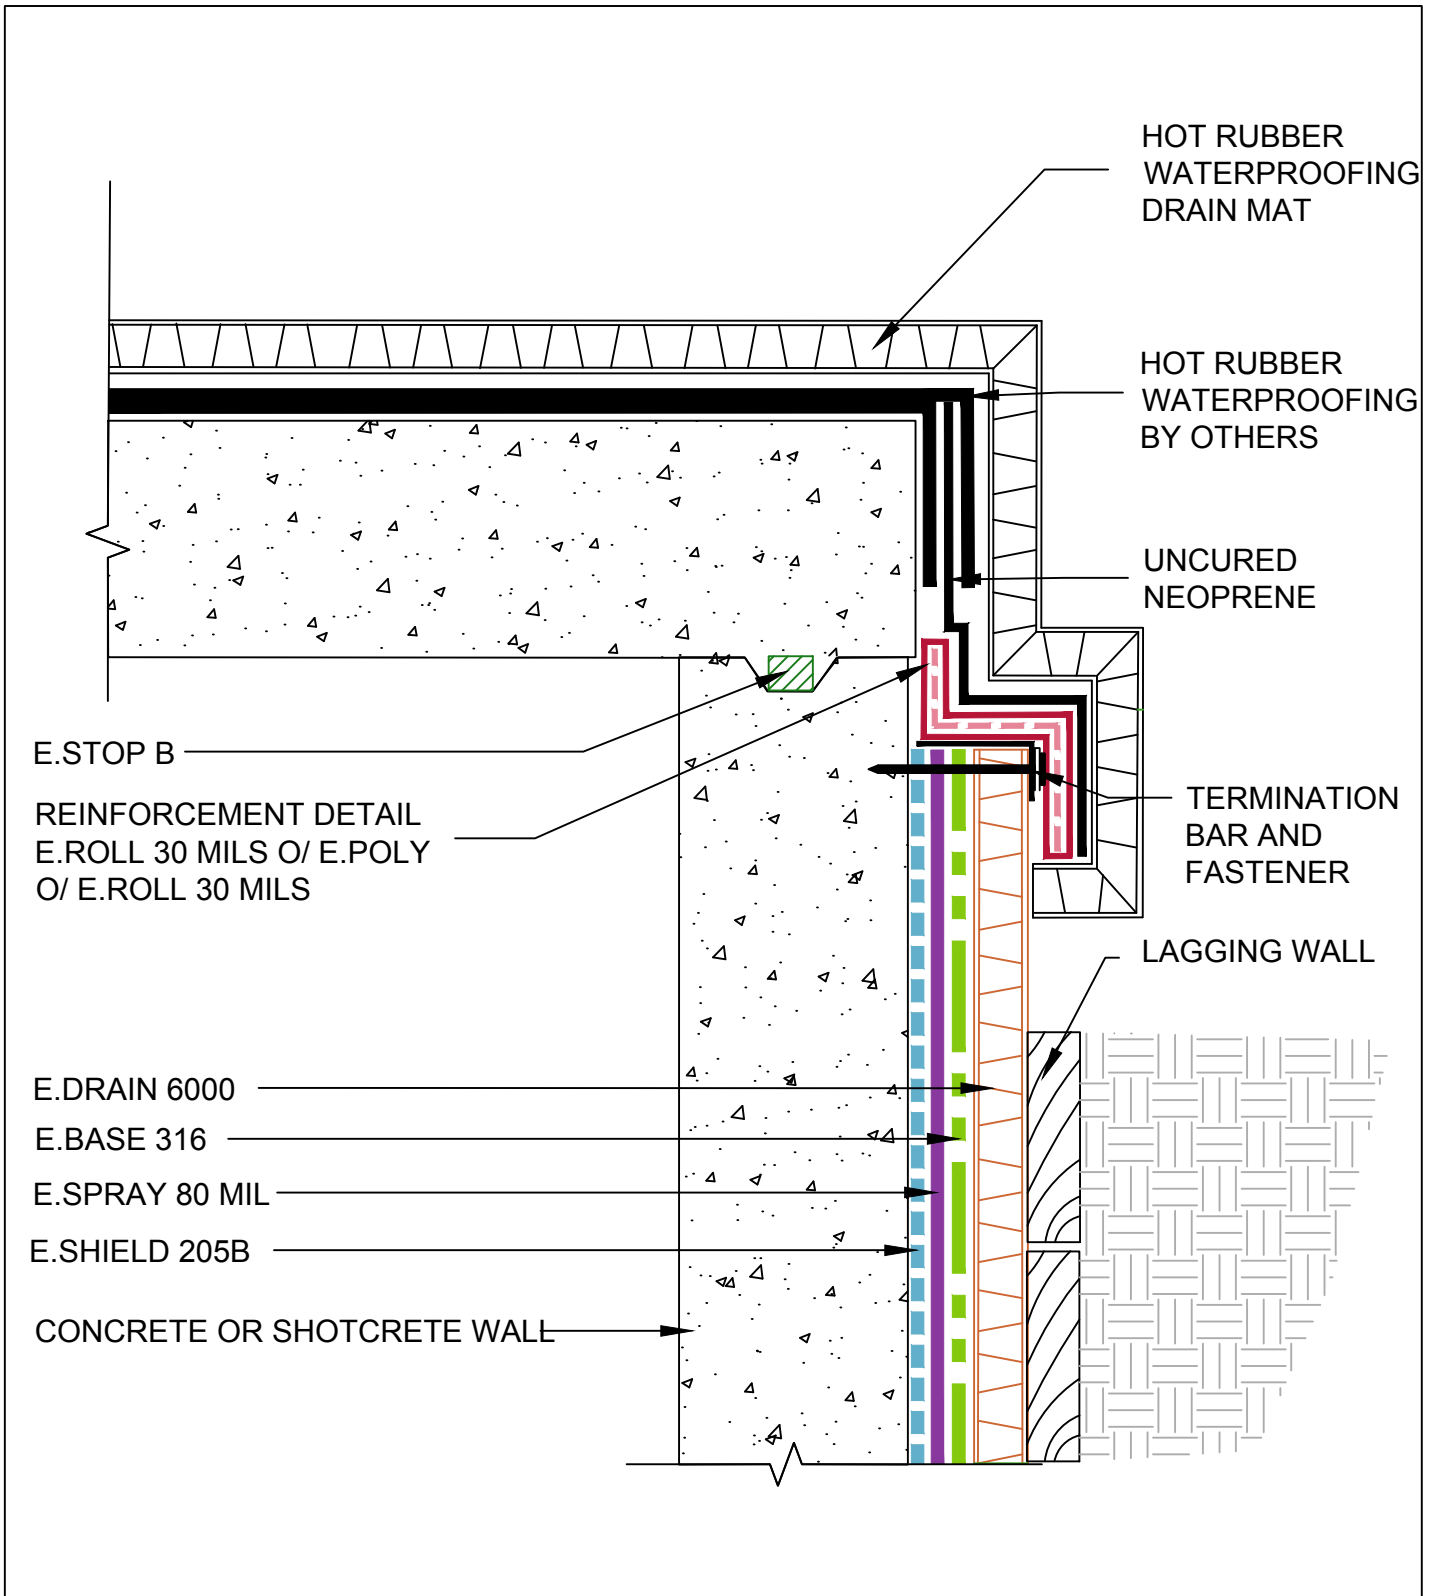 HOT RUBBER
WATERPROOFING
DRAIN MAT
HOT RUBBER
WATERPROOFING
BY OTHERS
UNCURED
NEOPRENE
E.STOP B
REINFORCEMENT DETAIL
E.ROLL 30 MILS O/ E.POLY
O/ E.ROLL 30 MILS
TERMINATION
BAR AND
FASTENER
LAGGING WALL
E.DRAIN 6000
E.BASE 316
E.SPRAY 80 MIL
E.SHIELD 205B
CONCRETE OR SHOTCRETE WALL